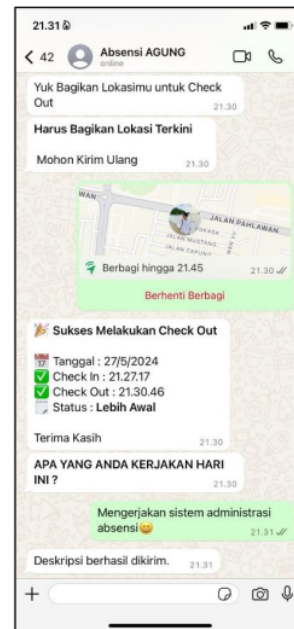 21.31
42
Absensi AGUNG
online
Yuk Bagikan Lokasimu untuk Check
Out
21.30
Harus Bagikan Lokasi Terkini
Mohon Kirim Ulang
21.30
WAN
JALAN PAHLAWAN
JALAN MUSTANG
Berbagi hingga 21.45
21.30
Berhenti Berbagi
🎉 Sukses Melakukan Check Out
📅 Tanggal : 27/5/2024
✅ Check In : 21.27.17
✅ Check Out : 21.30.46
🗒️ Status : Lebih Awal
Terima Kasih
21.30
APA YANG ANDA KERJAKAN HARI
INI ?
21.30
Mengerjakan sistem administrasi
absensi😄
21.31
Deskripsi berhasil dikirim.
21.31